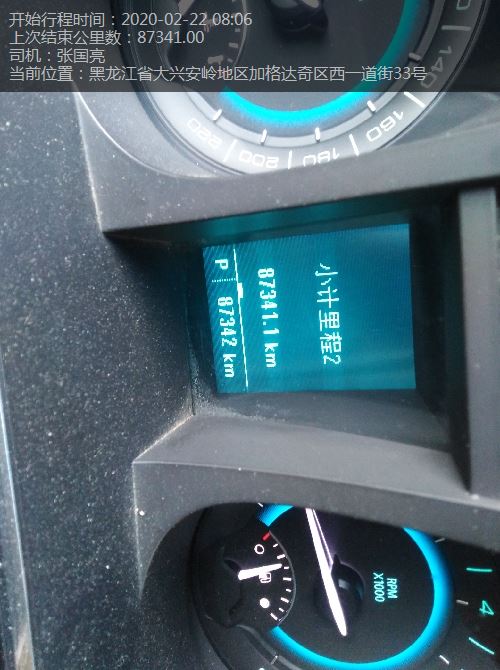 开始行程时间：2020-02-22 08:06
上次结束公里数：87341.00
司机：张国亮
当前位置：黑龙江省大兴安岭地区加格达奇区西一道街33号
140
160
180
200
220
小计里程2
87341.1 km
P 87342 km
RPM
X1000
4